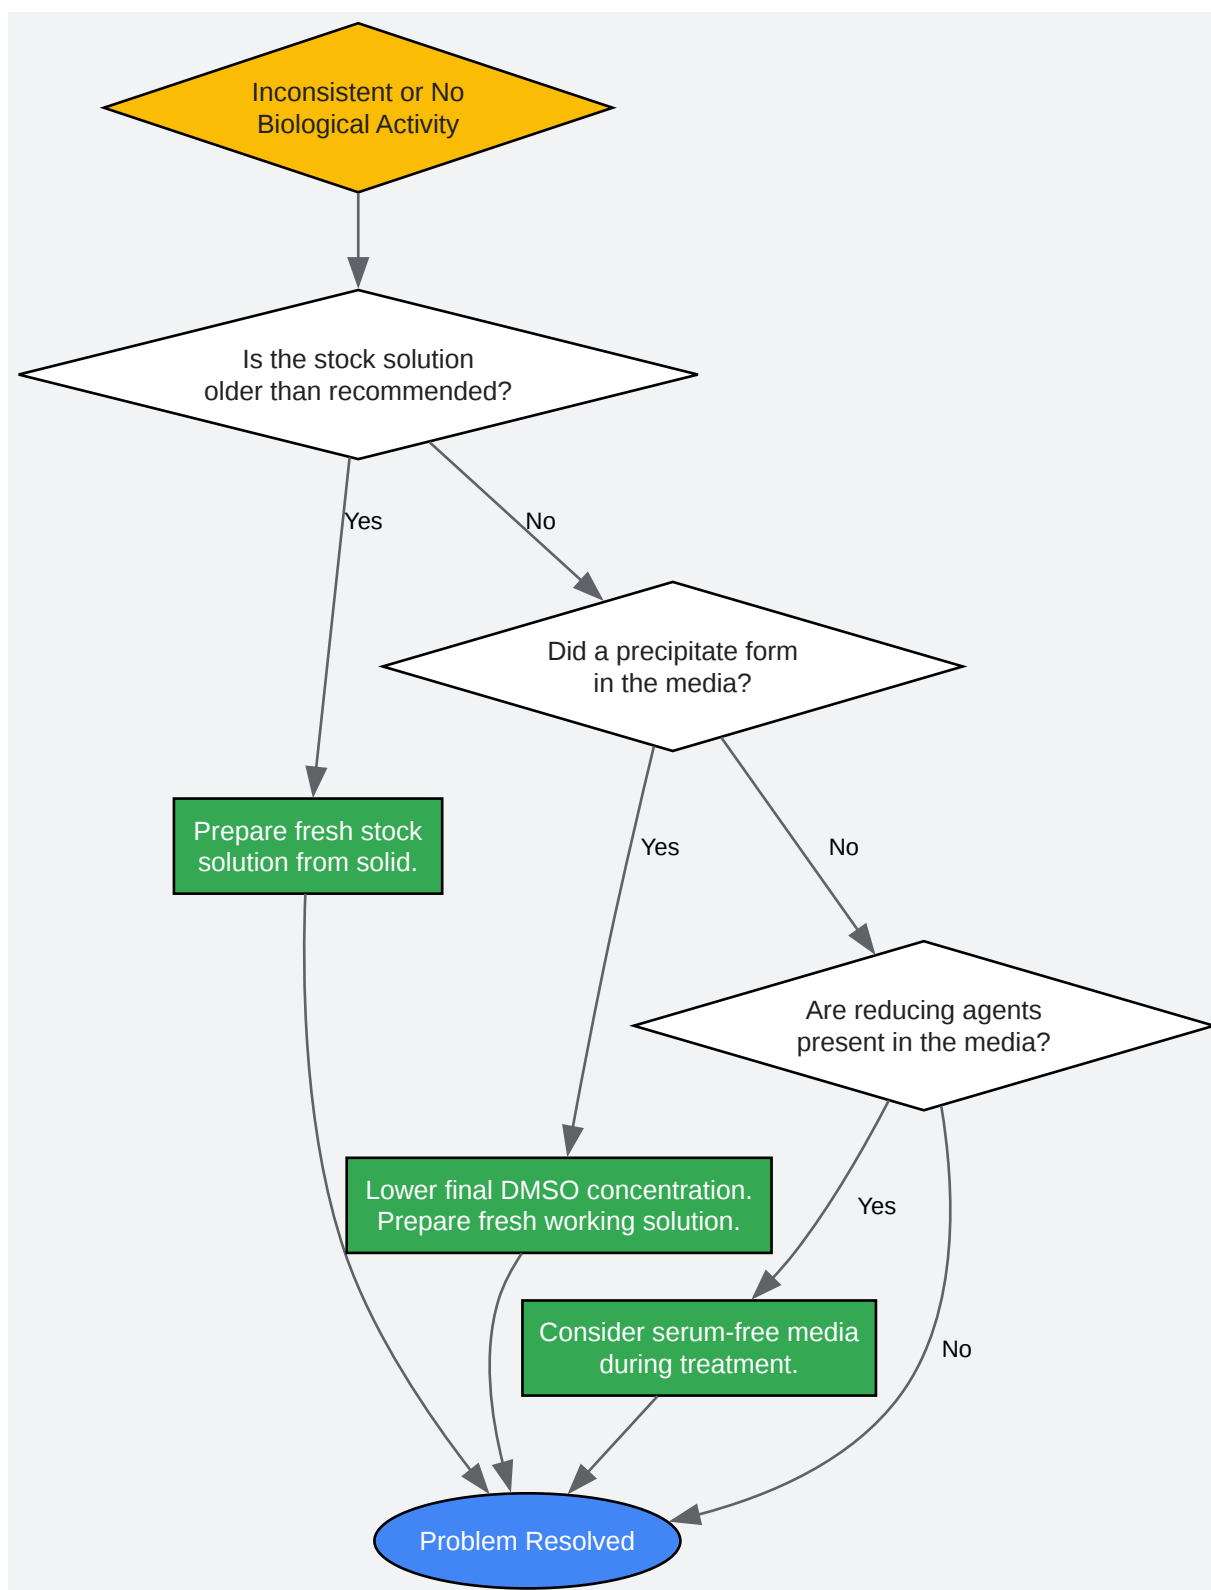 Inconsistent or No
Biological Activity
Is the stock solution
older than recommended?
Yes
No
Did a precipitate form
in the media?
Prepare fresh stock
solution from solid.
Yes
No
Are reducing agents
present in the media?
Lower final DMSO concentration.
Prepare fresh working solution.
Yes
Consider serum-free media
during treatment.
No
Problem Resolved